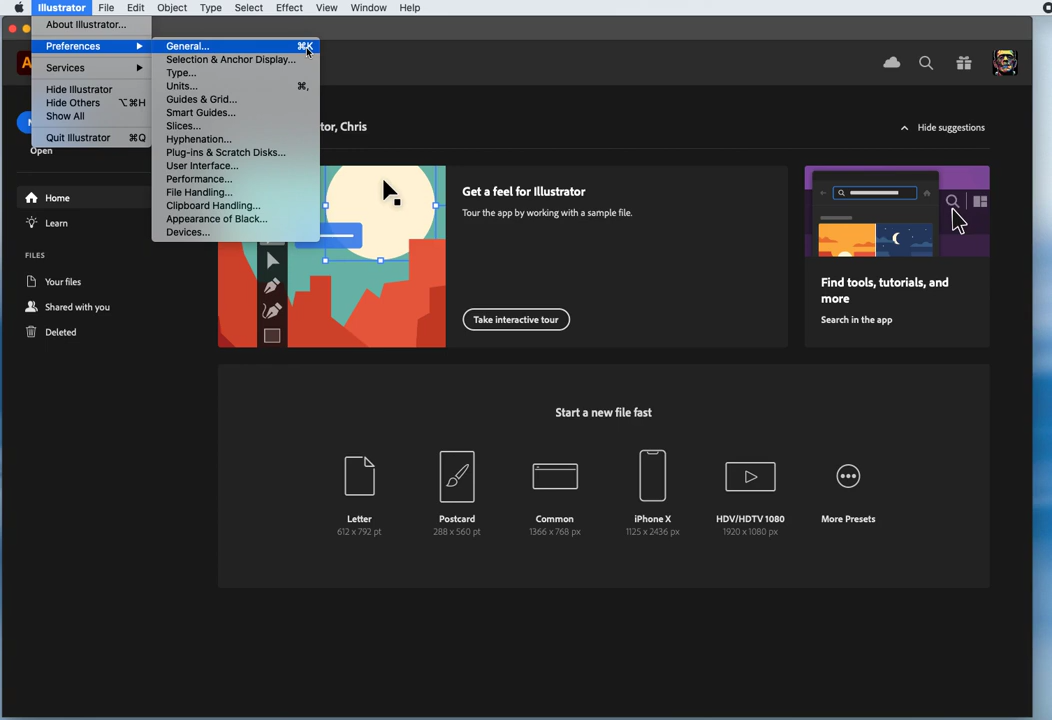 Illustrator File Edit Object Type Select Effect View Window Help
About Illustrator...
Preferences
Services
Hide Illustrator
Hide Others ⌥⌘H
Show All
Quit Illustrator ⌘Q
General... ⌘K
Selection & Anchor Display...
Type...
Units... ⌘,
Guides & Grid...
Smart Guides...
Slices...
Hyphenation...
Plug-ins & Scratch Disks...
User Interface...
Performance...
File Handling...
Clipboard Handling...
Appearance of Black...
Devices...
tor, Chris
Hide suggestions
Open
Home
Learn
FILES
Your files
Shared with you
Deleted
Get a feel for Illustrator
Tour the app by working with a sample file.
Take interactive tour
Find tools, tutorials, and
more
Search in the app
Start a new file fast
Letter
612 x 792 pt
Postcard
288 x 560 pt
Common
1366 x 768 px
iPhone X
1125 x 2436 px
HDV/HDTV 1080
1920 x 1080 px
More Presets